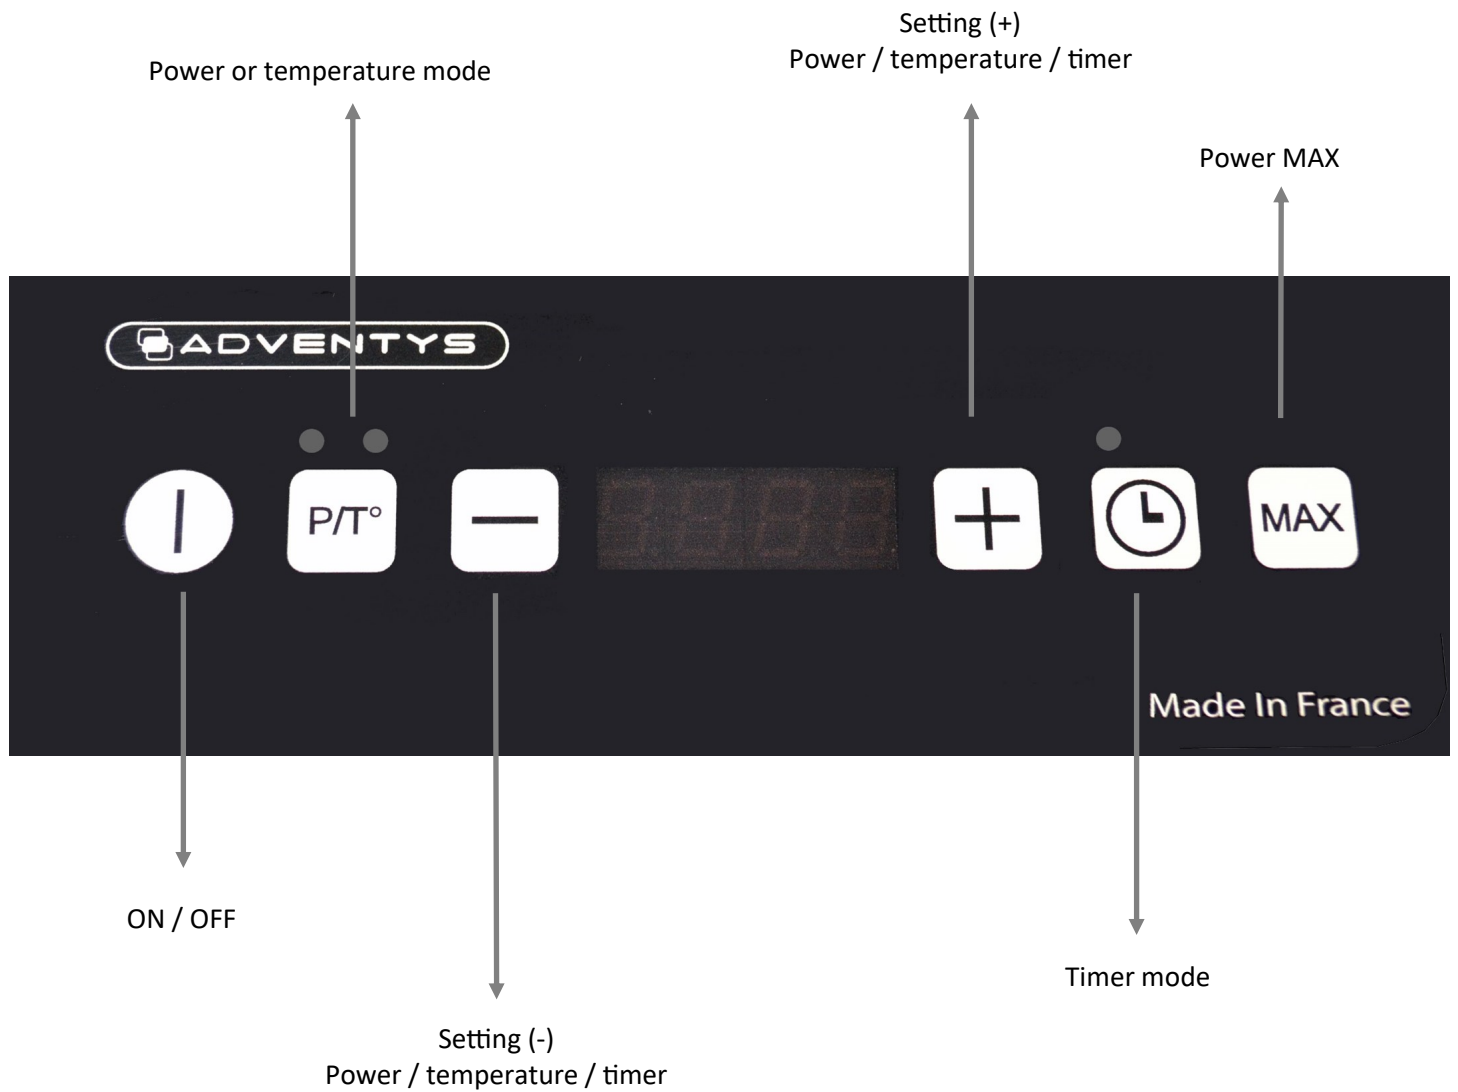 Setting (+)
Power / temperature / timer
Power or temperature mode
Power MAX
ADVENTYS
P/T°
MAX
Made In France
ON / OFF
Timer mode
Setting (-)
Power / temperature / timer